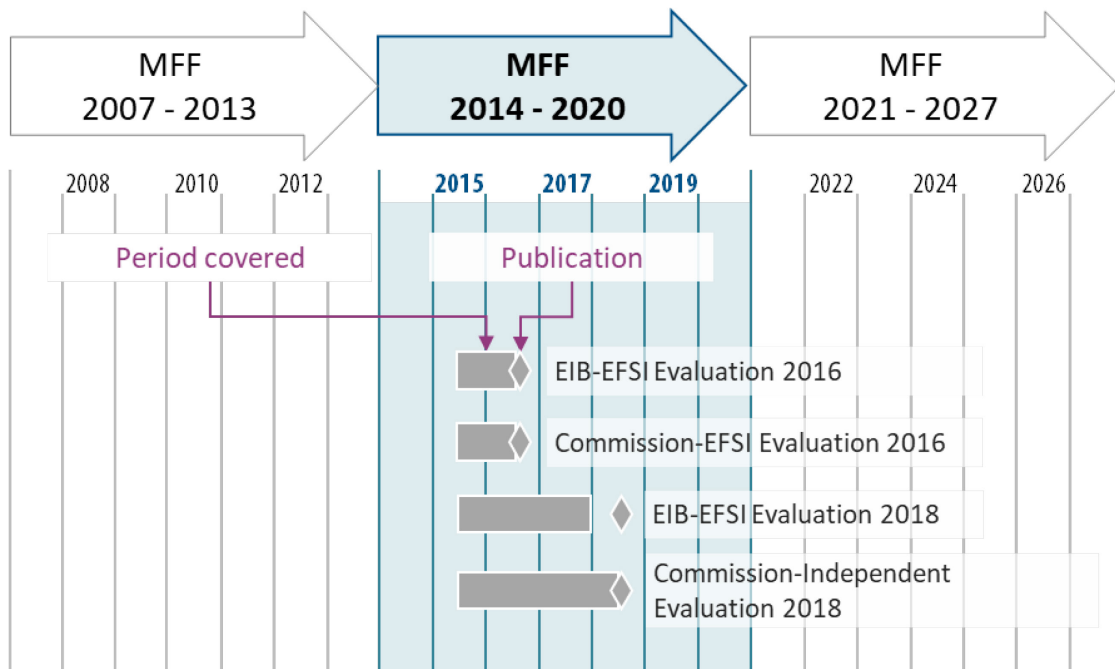 MFF
2007 - 2013
MFF
2014 - 2020
MFF
2021 - 2027
2008
2010
2012
2015
2017
2019
2022
2024
2026
Period covered
Publication
EIB-EFSI Evaluation 2016
Commission-EFSI Evaluation 2016
EIB-EFSI Evaluation 2018
Commission-Independent
Evaluation 2018